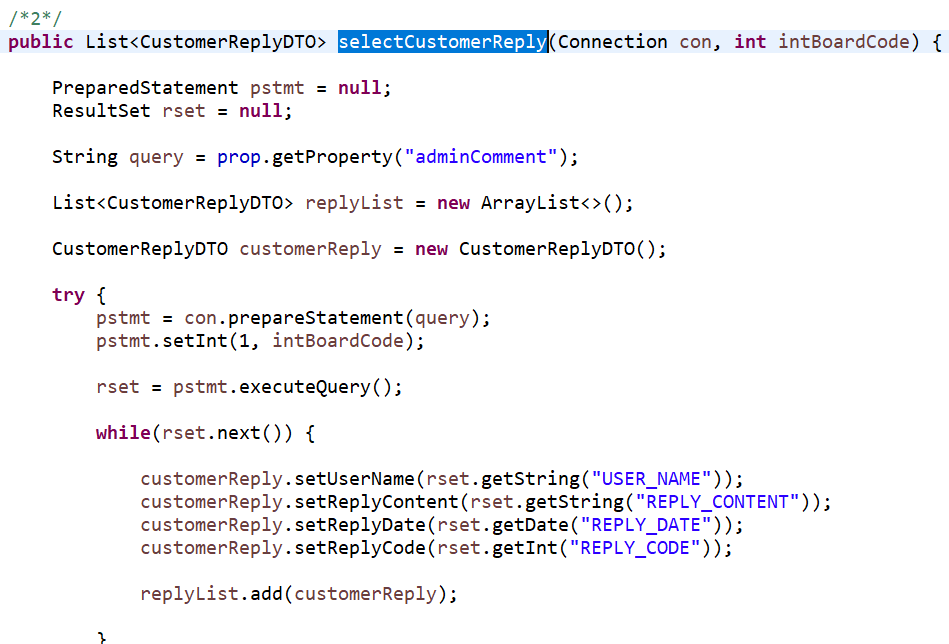 /*2*/
public List<CustomerReplyDTO> selectCustomerReply(Connection con, int intBoardCode) {
PreparedStatement pstmt = null;
ResultSet rset = null;
String query = prop.getProperty("adminComment");
List<CustomerReplyDTO> replyList = new ArrayList<>();
CustomerReplyDTO customerReply = new CustomerReplyDTO();
try {
pstmt = con.prepareStatement(query);
pstmt.setInt(1, intBoardCode);
rset = pstmt.executeQuery();
while(rset.next()) {
customerReply.setUserName(rset.getString("USER_NAME"));
customerReply.setReplyContent(rset.getString("REPLY_CONTENT"));
customerReply.setReplyDate(rset.getDate("REPLY_DATE"));
customerReply.setReplyCode(rset.getInt("REPLY_CODE"));
replyList.add(customerReply);
}